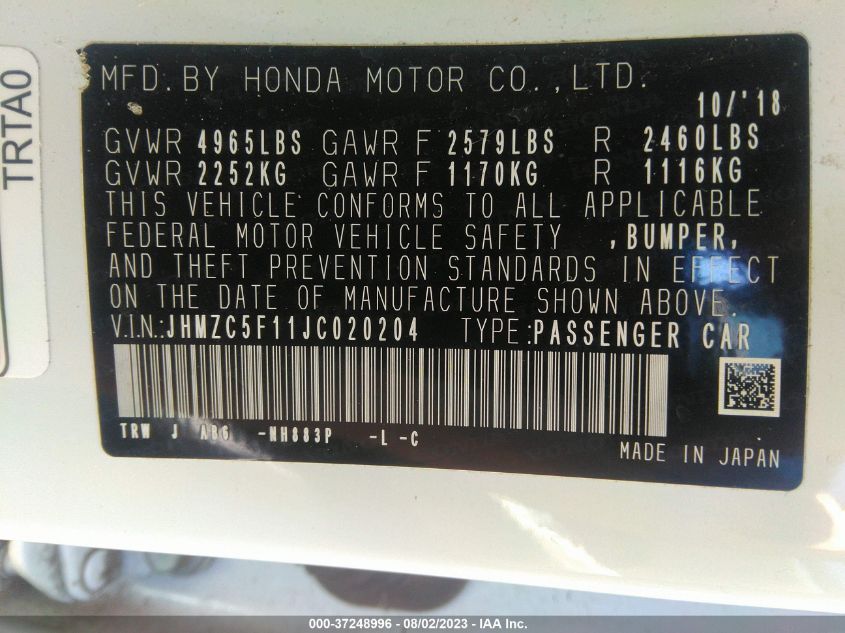 TRTA0
MFD.BY HONDA MOTOR CO.,LTD.
10/'18
GVWR 4965LBS GAWR F 2579LBS R 2460LBS
GVWR 2252KG GAWR F 1170KG R 1116KG
THIS VEHICLE CONFORMS TO ALL APPLICABLE
FEDERAL MOTOR VEHICLE SAFETY ,BUMPER,
AND THEFT PREVENTION STANDARDS IN EFFECT
ON THE DATE OF MANUFACTURE SHOWN ABOVE.
V.I.N.:JHMZC5F11JC020204 TYPE:PASSENGER CAR
TRW J ABG -NH883P -L -C
MADE IN JAPAN
000-37248996 - 08/02/2023 - IAA Inc.